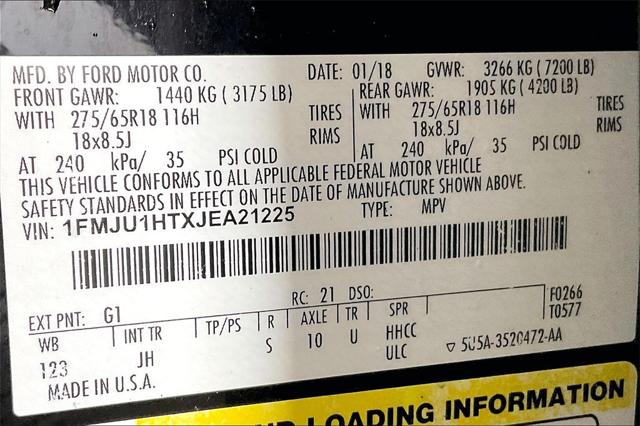 MFD. BY FORD MOTOR CO. DATE: 01/18 GVWR: 3266 KG ( 7200 LB)
FRONT GAWR: 1440 KG ( 3175 LB) REAR GAWR: 1905 KG ( 4200 LB)
WITH 275/65R18 116H TIRES WITH 275/65R18 116H TIRES
18x8.5J RIMS 18x8.5J RIMS
AT 240 kPa/ 35 PSI COLD AT 240 kPa/ 35 PSI COLD
THIS VEHICLE CONFORMS TO ALL APPLICABLE FEDERAL MOTOR VEHICLE
SAFETY STANDARDS IN EFFECT ON THE DATE OF MANUFACTURE SHOWN ABOVE.
VIN: 1FMJU1HTXJEA21225 TYPE: MPV
EXT PNT: G1 RC: 21 DSO: F0266
T0577
WB INT TR TP/PS R AXLE TR SPR
123 JH S 10 U HHCC
ULC ▽ 5U5A-3520472-AA
MADE IN U.S.A.
LOADING INFORMATION